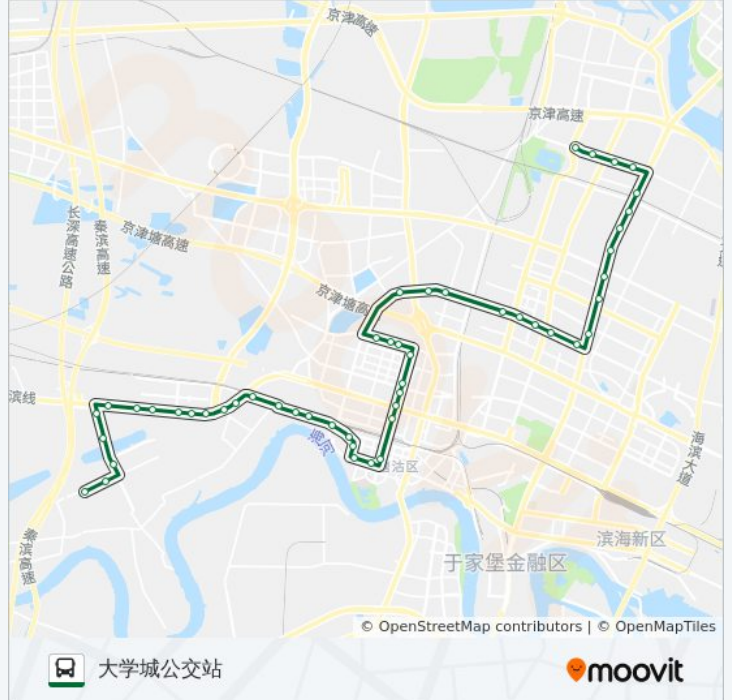 京津高速
京津高速
长深高速公路
秦滨高速
京津塘高速
京津塘高
滨线
海河
沽区
海滨大道
秦滨高速
滨海新区
于家堡金融区
© OpenStreetMap contributors | © OpenMapTiles
大学城公交站
moovit